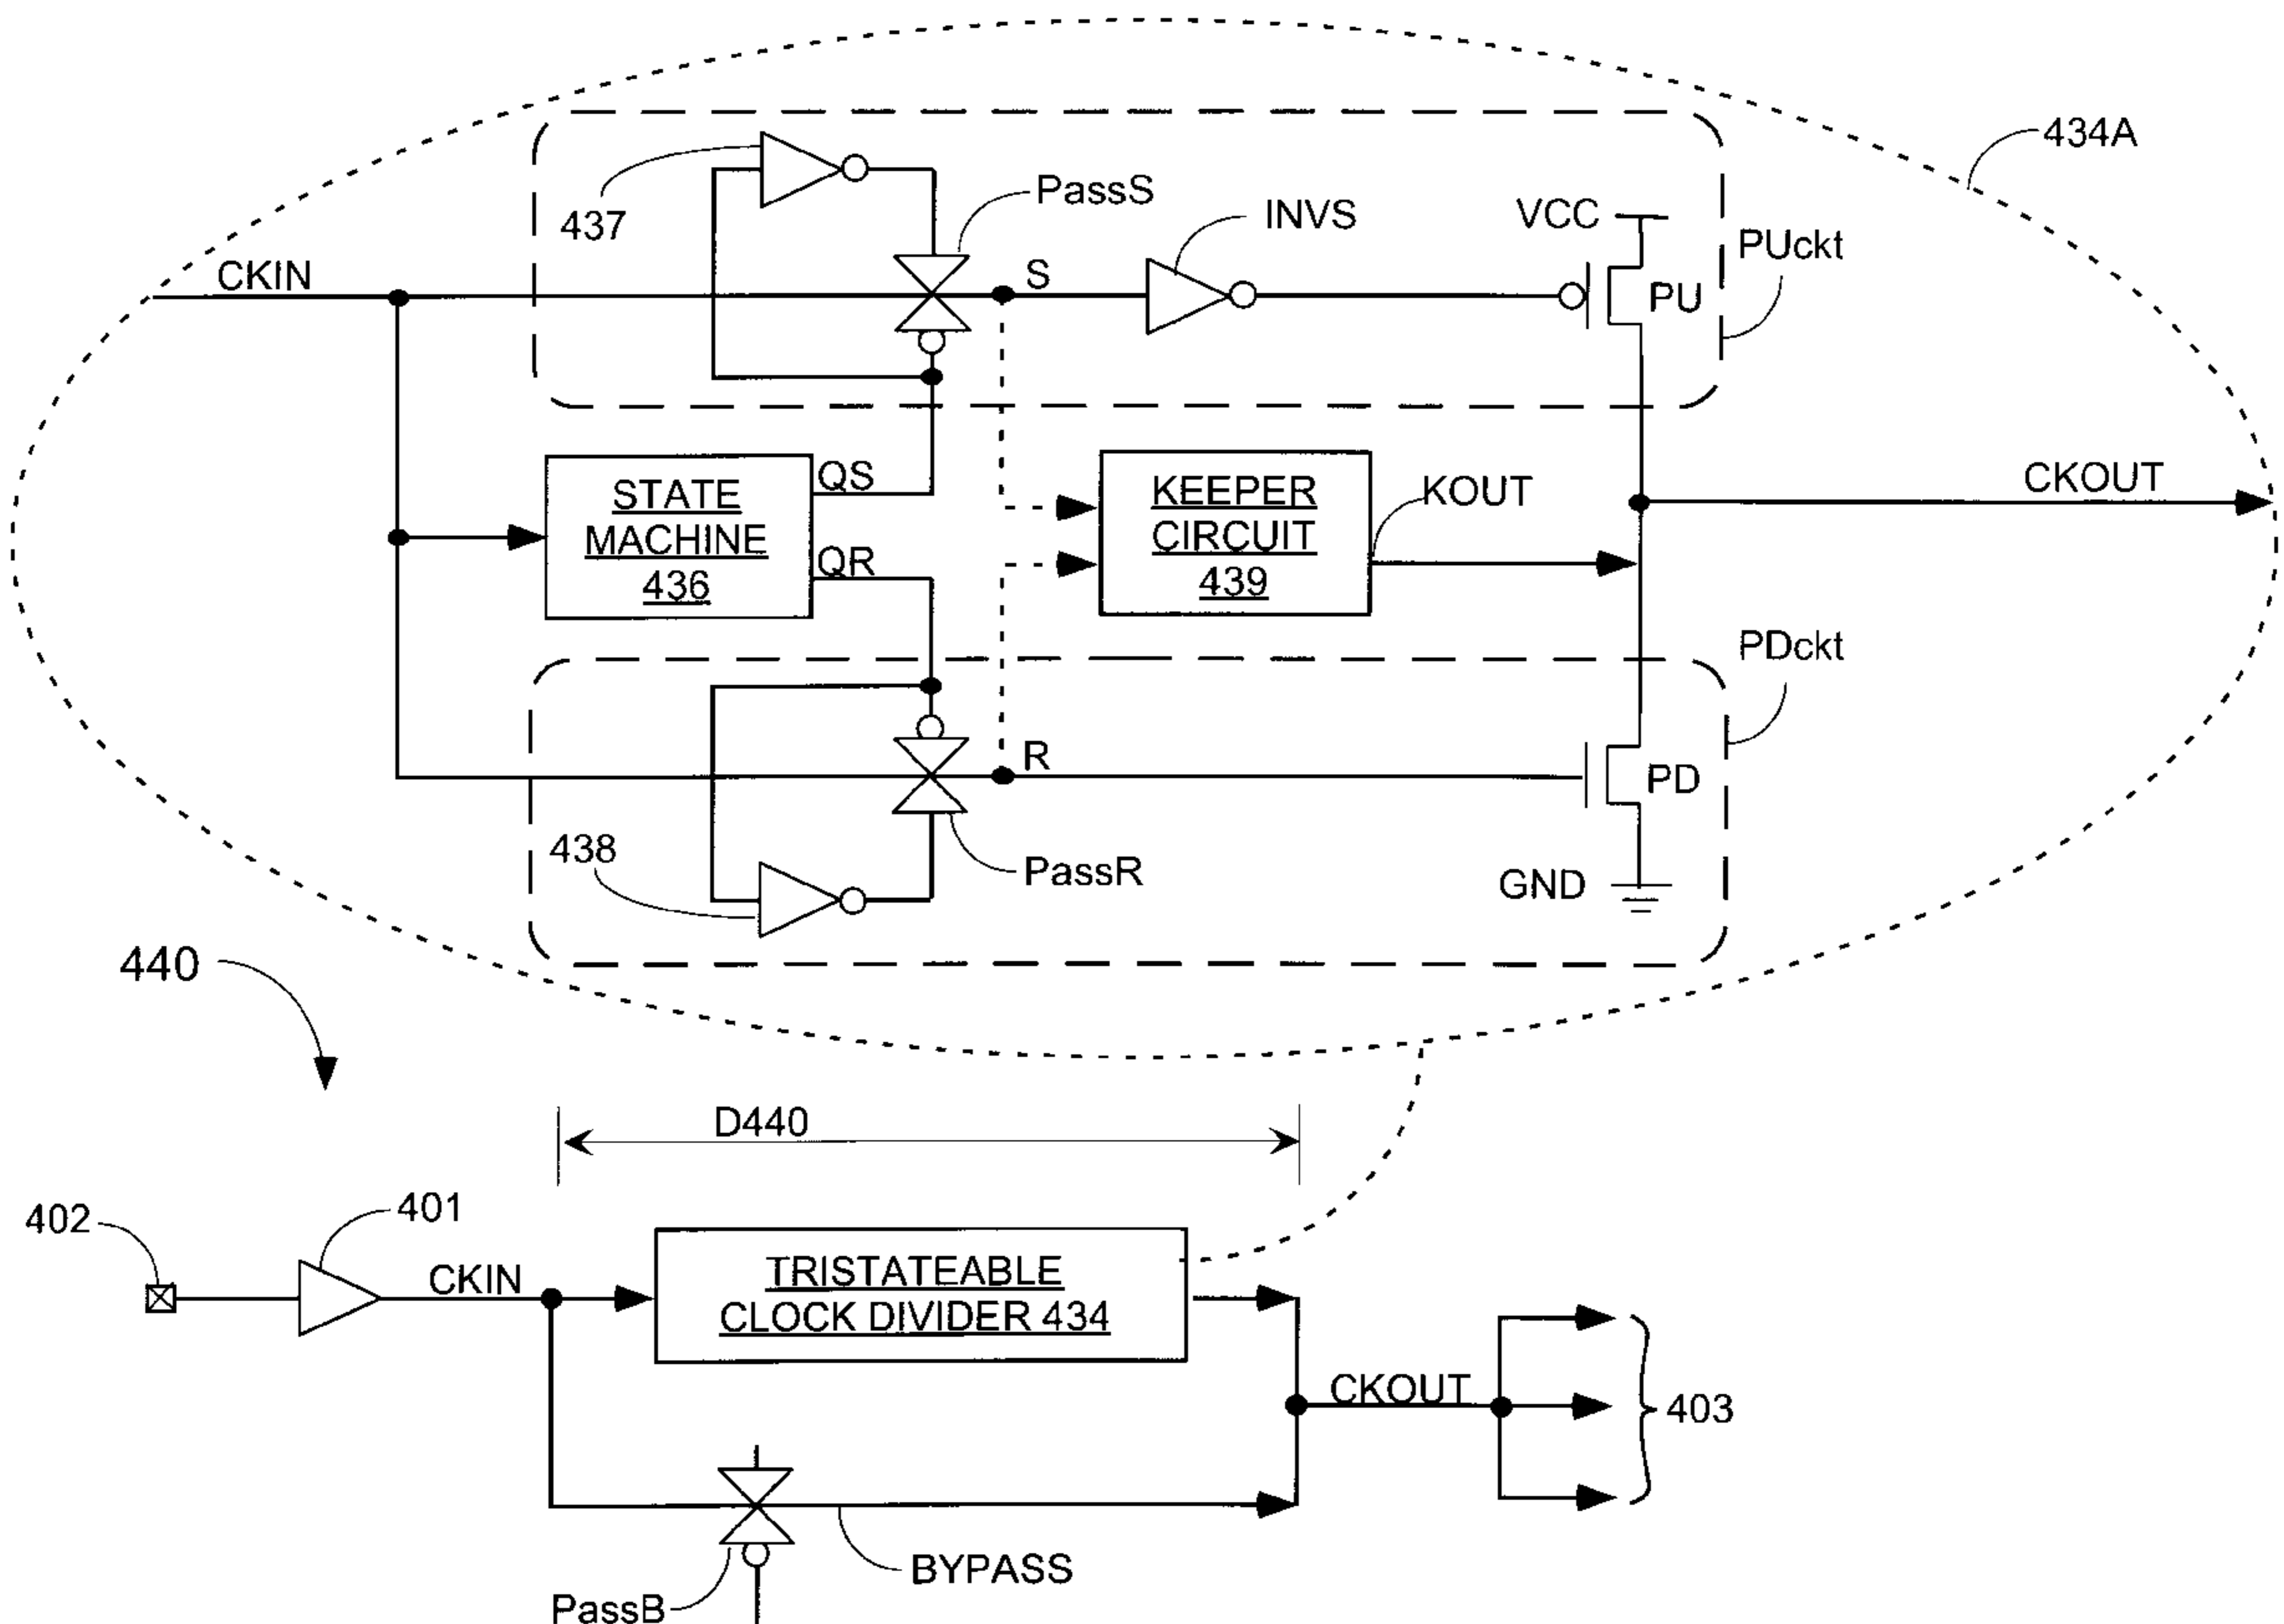 434A
437
PassS
INVS
VCC
PUckt
CKIN
S
PU
STATE
MACHINE
436
QS
QR
KEEPER
CIRCUIT
439
KOUT
CKOUT
PDckt
R
PD
438
PassR
GND
440
D440
402
401
CKIN
TRISTATEABLE
CLOCK DIVIDER 434
CKOUT
403
BYPASS
PassB